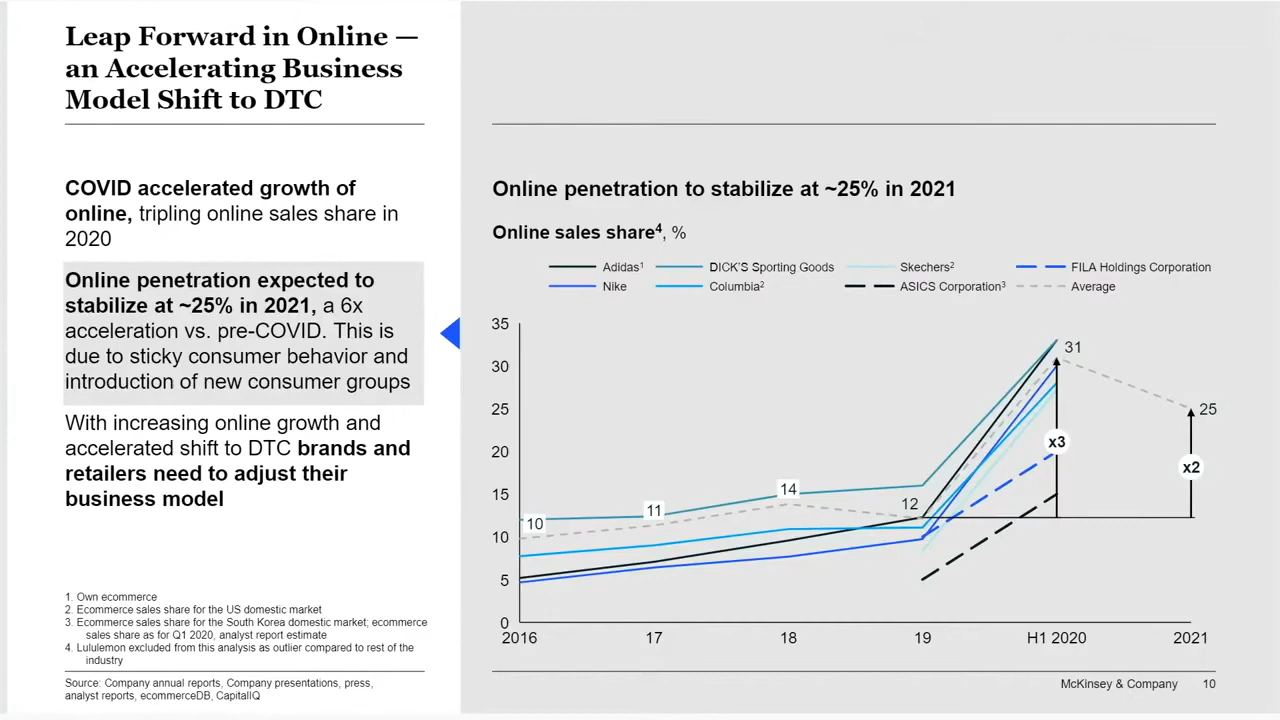 Leap Forward in Online —
an Accelerating Business
Model Shift to DTC
COVID accelerated growth of
online, tripling online sales share in
2020
Online penetration expected to
stabilize at ~25% in 2021, a 6x
acceleration vs. pre-COVID. This is
due to sticky consumer behavior and
introduction of new consumer groups
With increasing online growth and
accelerated shift to DTC brands and
retailers need to adjust their
business model
1. Own ecommerce
2. Ecommerce sales share for the US domestic market
3. Ecommerce sales share for the South Korea domestic market; ecommerce
sales share as for Q1 2020, analyst report estimate
4. Lululemon excluded from this analysis as outlier compared to rest of the
industry
Source: Company annual reports, Company presentations, press,
analyst reports, ecommerceDB, CapitalIQ
Online penetration to stabilize at ~25% in 2021
Online sales share⁴, %
Adidas¹ DICK'S Sporting Goods Skechers² FILA Holdings Corporation
Nike Columbia² ASICS Corporation³ Average
35
30
25
20
15
10
5
0
10
11
14
12
31
25
x3
x2
2016 17 18 19 H1 2020 2021
McKinsey & Company 10